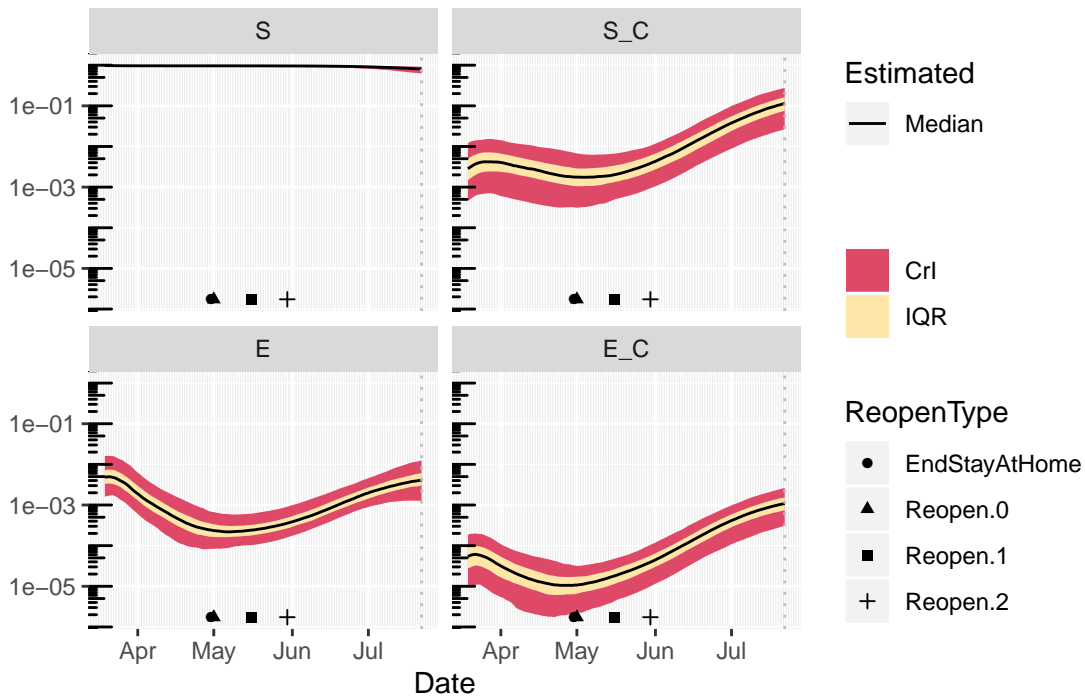 S
S_C
1e−01
1e−03
1e−05
E
E_C
1e−01
1e−03
1e−05
Apr
May
Jun
Jul
Apr
May
Jun
Jul
Date
Estimated
Median
CrI
IQR
ReopenType
EndStayAtHome
Reopen.0
Reopen.1
Reopen.2